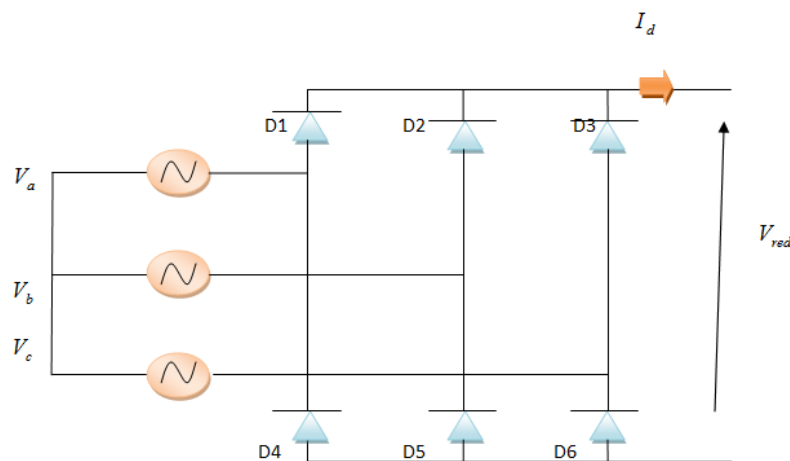 I_d
D1 D2 D3
V_a
V_red
V_b
V_c
D4 D5 D6